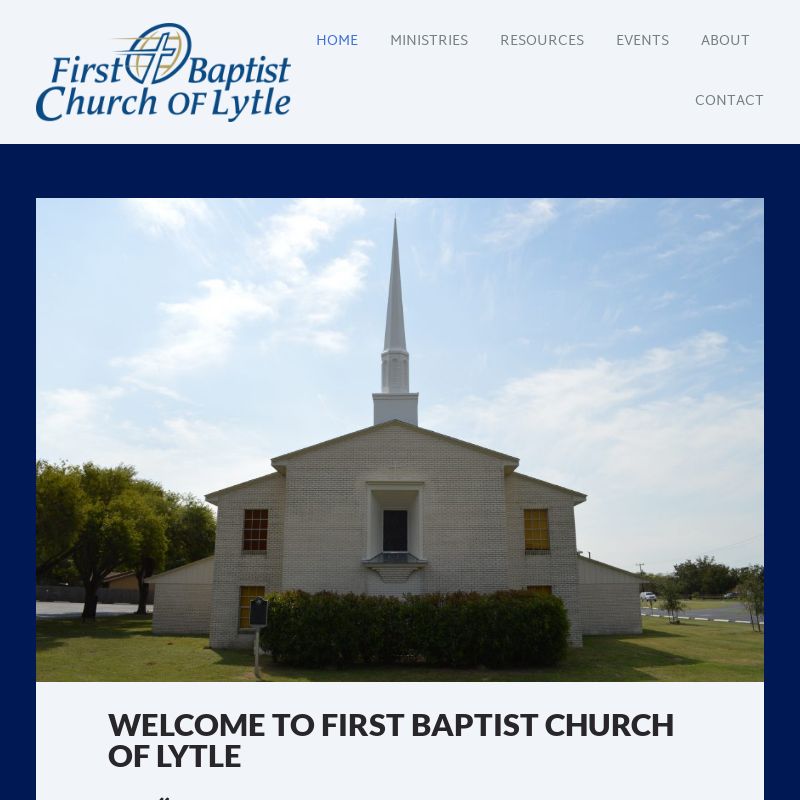 First Baptist
Church OF Lytle
HOME MINISTRIES RESOURCES EVENTS ABOUT
CONTACT
WELCOME TO FIRST BAPTIST CHURCH
OF LYTLE